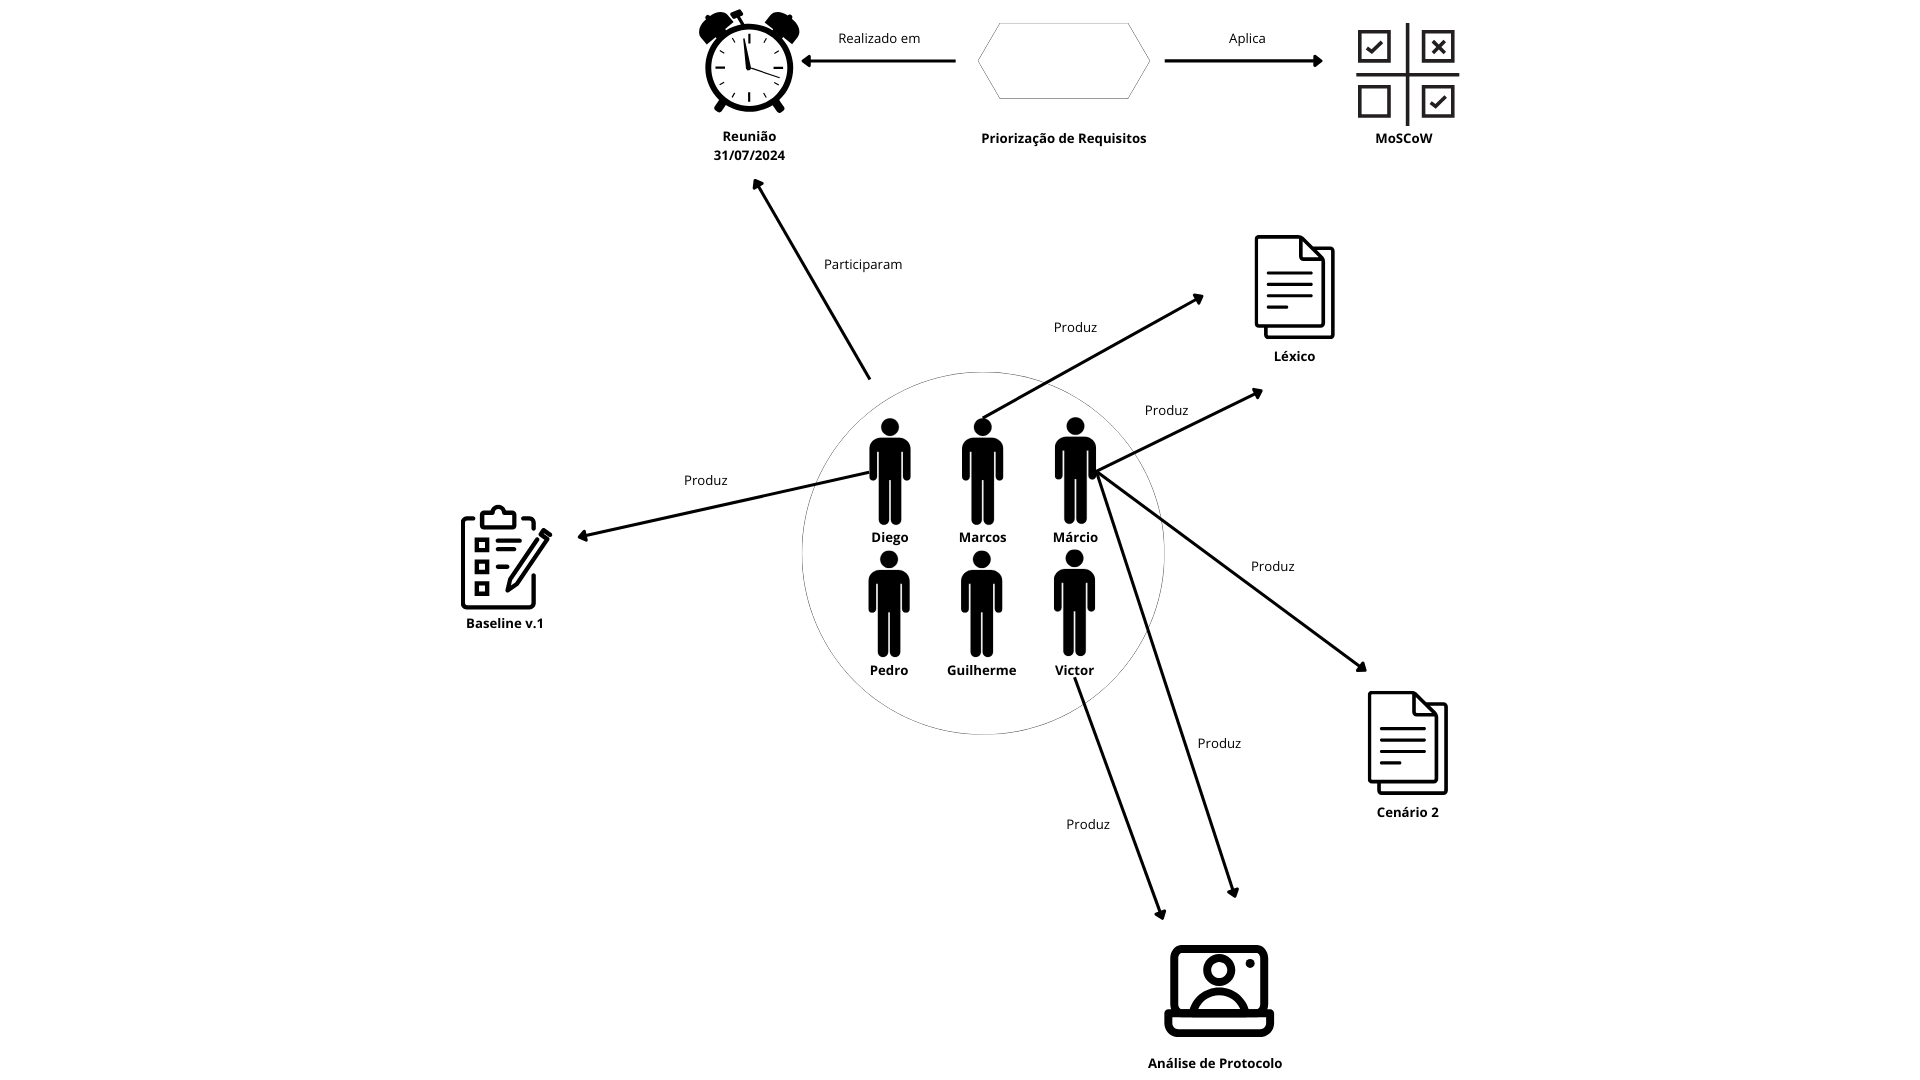 Realizado em
Aplica
Reunião
31/07/2024
Priorização de Requisitos
MoSCoW
Participaram
Produz
Léxico
Produz
Produz
Diego
Marcos
Márcio
Produz
Baseline v.1
Pedro
Guilherme
Victor
Produz
Cenário 2
Produz
Análise de Protocolo